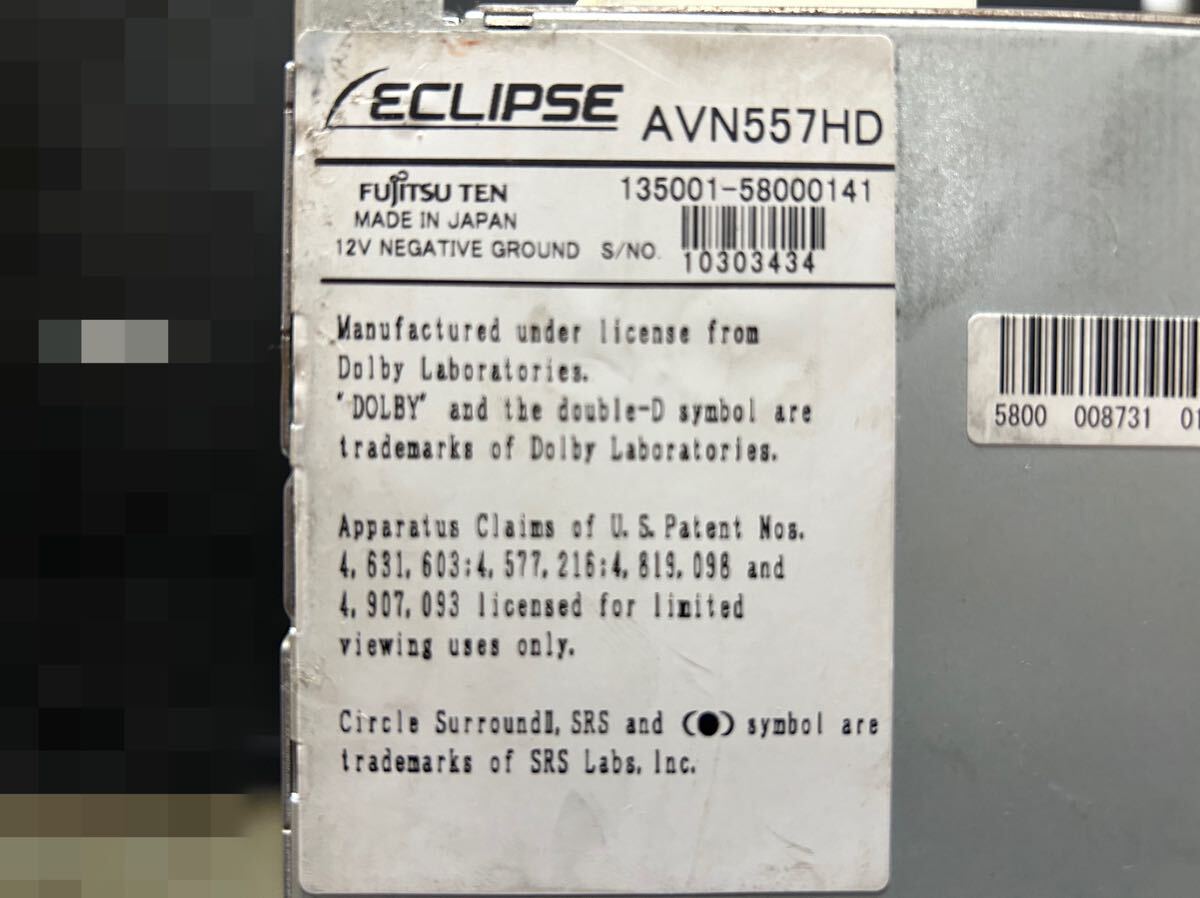 ECLIPSE AVN557HD
FUJITSU TEN 135001-58000141
MADE IN JAPAN
12V NEGATIVE GROUND S/NO. 10303434
Manufactured under license from
Dolby Laboratories.
"DOLBY" and the double-D symbol are
trademarks of Dolby Laboratories.
Apparatus Claims of U.S.Patent Nos.
4,631,603;4,577,216;4,819,098 and
4,907,093 licensed for limited
viewing uses only.
Circle SurroundⅡ,SRS and (●) symbol are
trademarks of SRS Labs,Inc.
5800 008731 01